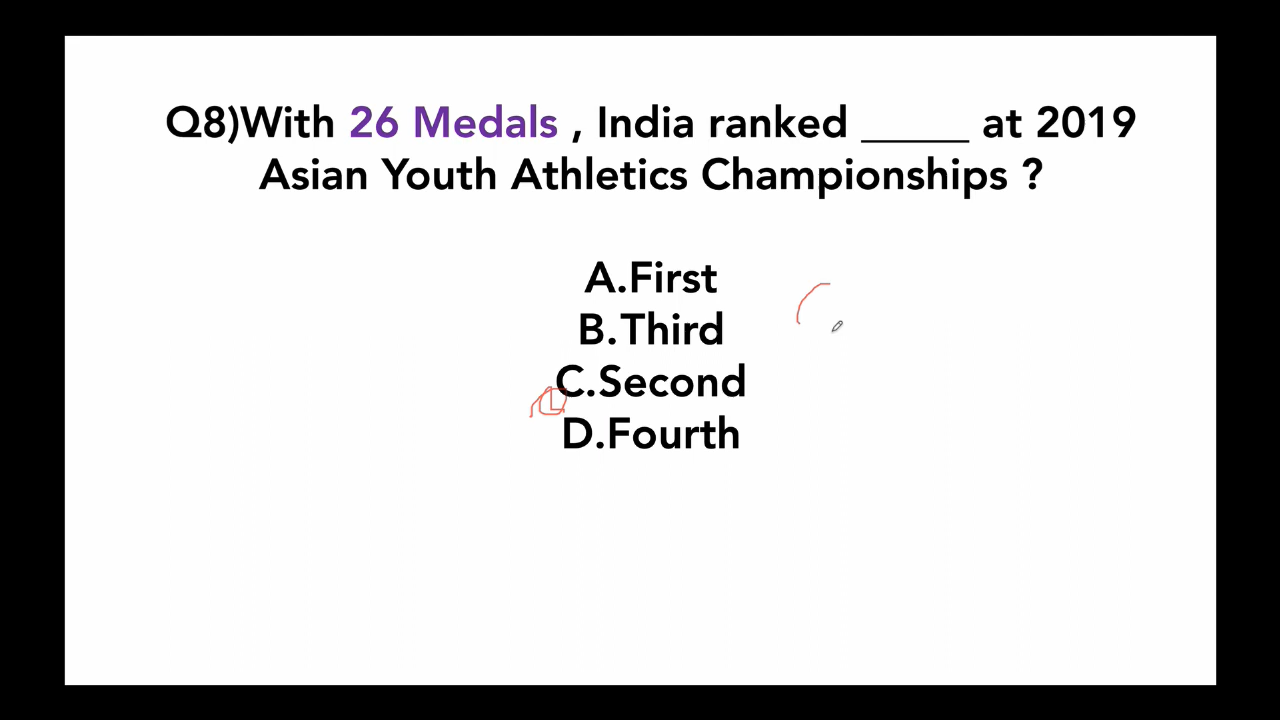 Q8)With 26 Medals , India ranked _____ at 2019
Asian Youth Athletics Championships ?
A.First
B.Third
C.Second
D.Fourth